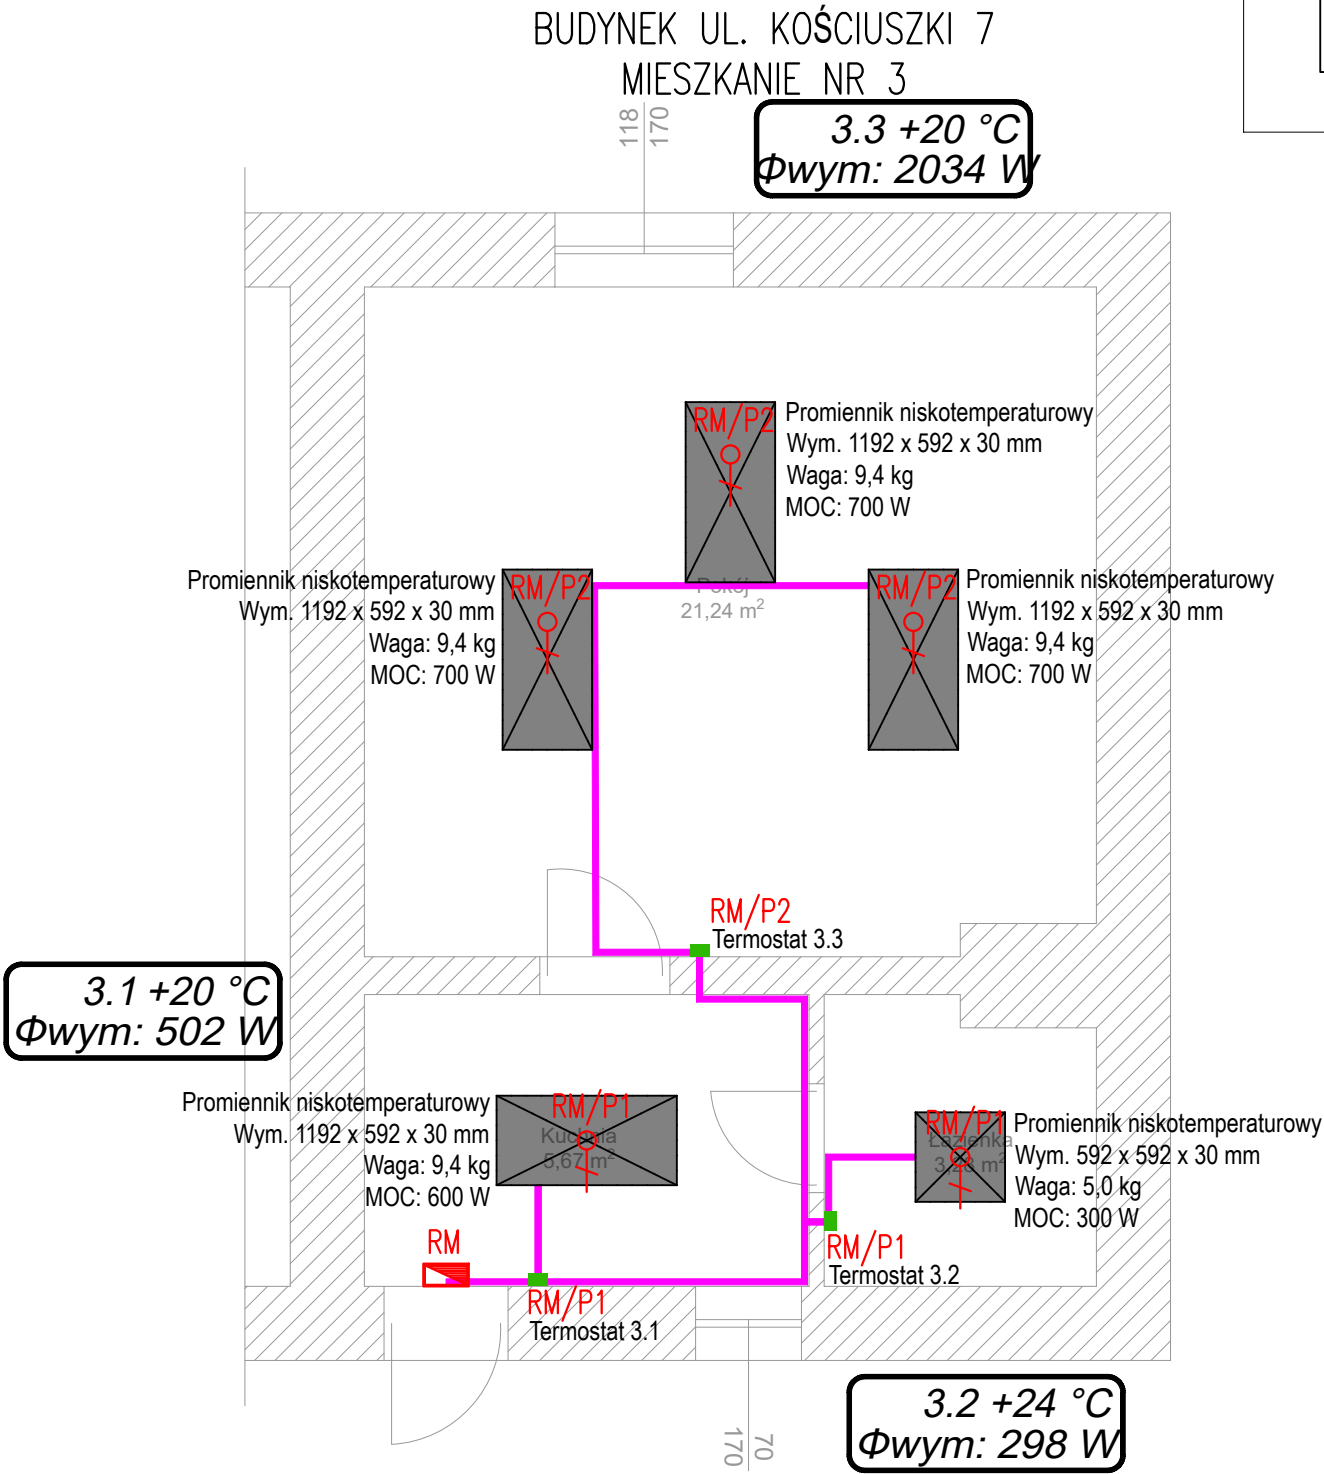 BUDYNEK UL. KOŚCIUSZKI 7
MIESZKANIE NR 3
118
170
3.3 +20 °C
Φwym: 2034 W
RM/P2
Promiennik niskotemperaturowy
Wym. 1192 x 592 x 30 mm
Waga: 9,4 kg
MOC: 700 W
Promiennik niskotemperaturowy
Wym. 1192 x 592 x 30 mm
Waga: 9,4 kg
MOC: 700 W
RM/P2
Pokój
21,24 m²
RM/P2
Promiennik niskotemperaturowy
Wym. 1192 x 592 x 30 mm
Waga: 9,4 kg
MOC: 700 W
RM/P2
Termostat 3.3
3.1 +20 °C
Φwym: 502 W
Promiennik niskotemperaturowy
Wym. 1192 x 592 x 30 mm
Waga: 9,4 kg
MOC: 600 W
RM/P1
Kuchnia
5,67 m²
RM/P1
Łazienka
Promiennik niskotemperaturowy
Wym. 592 x 592 x 30 mm
Waga: 5,0 kg
MOC: 300 W
RM
RM/P1
Termostat 3.1
RM/P1
Termostat 3.2
70
170
3.2 +24 °C
Φwym: 298 W